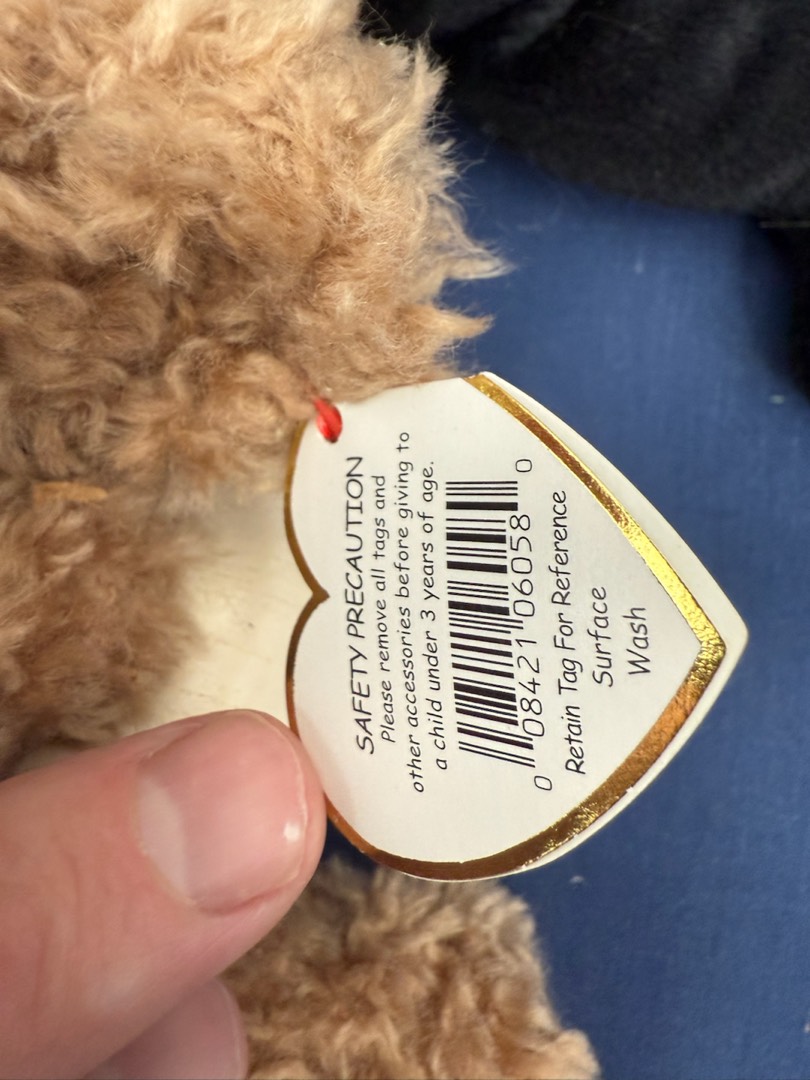 SAFETY PRECAUTION
Please remove all tags and
other accessories before giving to
a child under 3 years of age.
0 08421 06058 0
Retain Tag For Reference
Surface
Wash